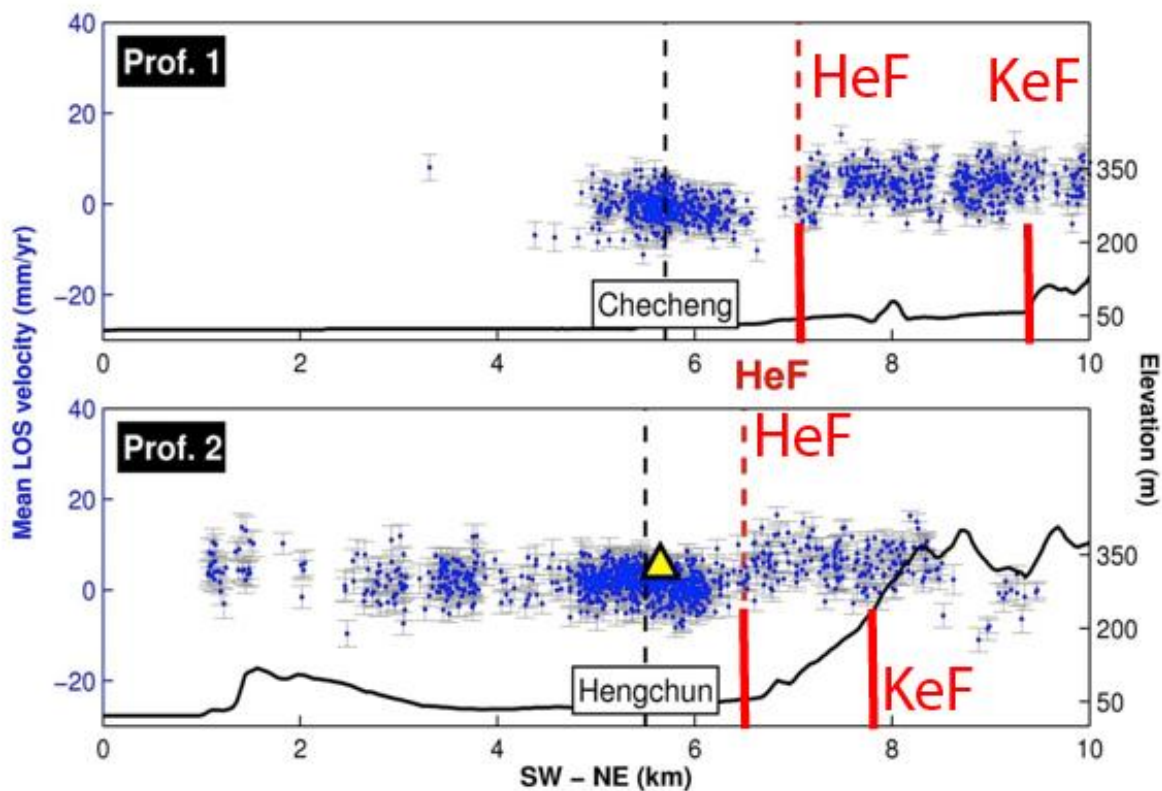 40
Prof. 1
HeF
KeF
20
0
-20
350
200
50
Checheng
0
2
4
6
8
10
HeF
Mean LOS velocity (mm/yr)
Elevation (m)
40
Prof. 2
HeF
20
0
-20
350
200
50
Hengchun
KeF
0
2
4
6
8
10
SW – NE (km)